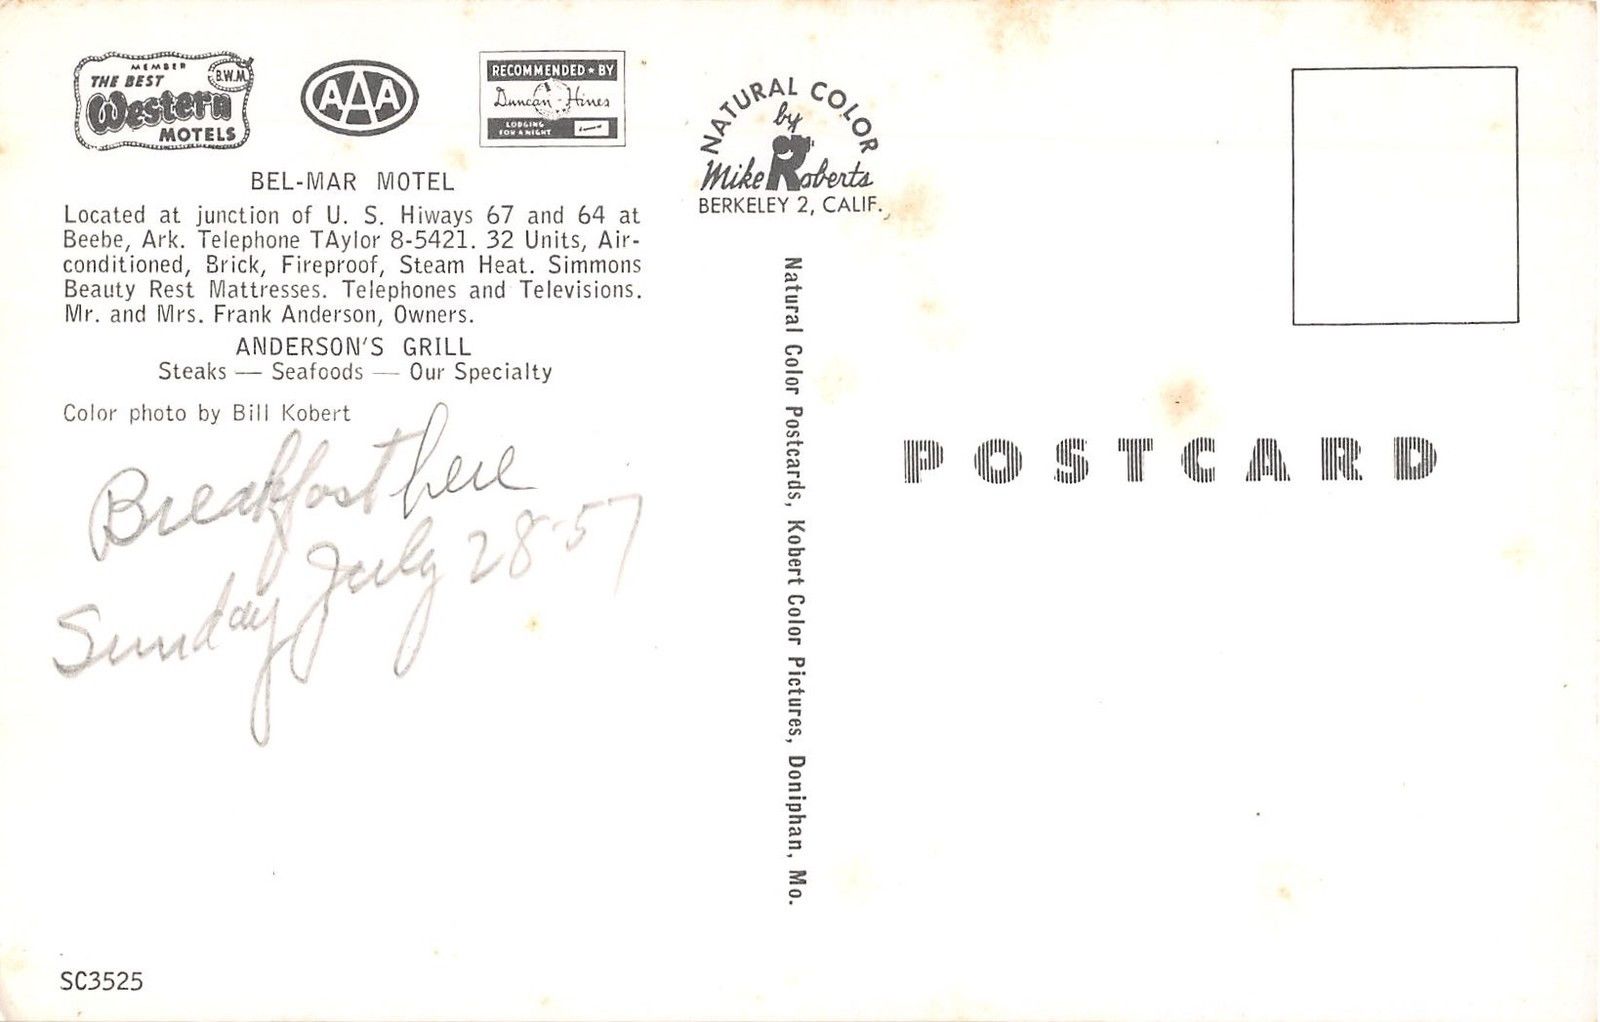 MEMBER
THE BEST
B.W.M.
Western
MOTELS
AAA
RECOMMENDED ★ BY
Duncan Hines
LODGING
FOR A NIGHT
BEL-MAR MOTEL
Located at junction of U. S. Hiways 67 and 64 at
Beebe, Ark. Telephone TAylor 8-5421. 32 Units, Air-
conditioned, Brick, Fireproof, Steam Heat. Simmons
Beauty Rest Mattresses. Telephones and Televisions.
Mr. and Mrs. Frank Anderson, Owners.
ANDERSON'S GRILL
Steaks — Seafoods — Our Specialty
Color photo by Bill Kobert
Breakfast here
Sunday July 28-57
SC3525
NATURAL COLOR
by
Mike Roberts
BERKELEY 2, CALIF.
Natural Color Postcards, Kobert Color Pictures, Doniphan, Mo.
POSTCARD